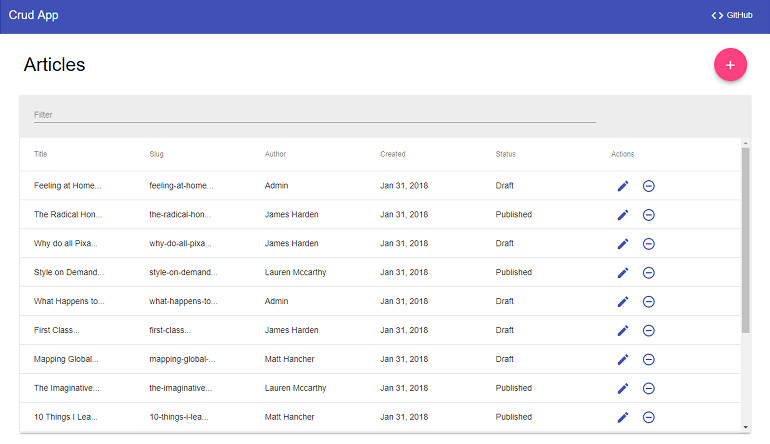 Crud App
GitHub
Articles
Filter
Title Slug Author Created Status Actions
Feeling at Home... feeling-at-home... Admin Jan 31, 2018 Draft
The Radical Hon... the-radical-hon... James Harden Jan 31, 2018 Published
Why do all Pixa... why-do-all-pixa... James Harden Jan 31, 2018 Draft
Style on Demand... style-on-demand... Lauren Mccarthy Jan 31, 2018 Published
What Happens to... what-happens-to... Admin Jan 31, 2018 Draft
First Class... first-class... James Harden Jan 31, 2018 Draft
Mapping Global... mapping-global-... Matt Hancher Jan 31, 2018 Draft
The Imaginative... the-imaginative... Lauren Mccarthy Jan 31, 2018 Published
10 Things I Lea... 10-things-i-lea... Matt Hancher Jan 31, 2018 Published